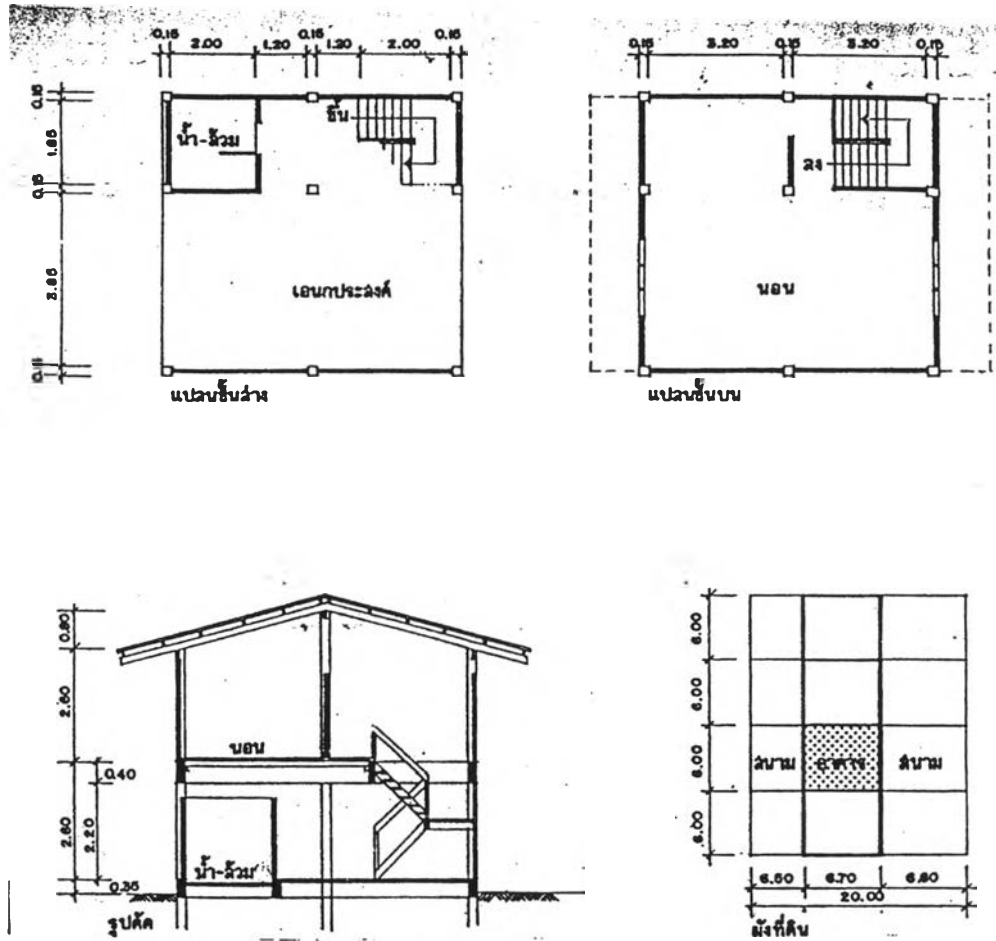 0.15 2.00 1.20 0.15 1.20 2.00 0.15
0.15
1.85
0.15
3.85
0.15
ขึ้น
น้ำ-ส้วม
เอนกประสงค์
แปลนชั้นล่าง
0.15 3.20 0.15 3.20 0.15
ลง
นอน
แปลนชั้นบน
0.80
2.60
0.40
2.60
2.20
0.35
นอน
น้ำ-ส้วม
รูปตัด
6.00
6.00
6.00
6.00
สนาม อาคาร สนาม
6.50 6.70 6.80
20.00
ผังที่ดิน